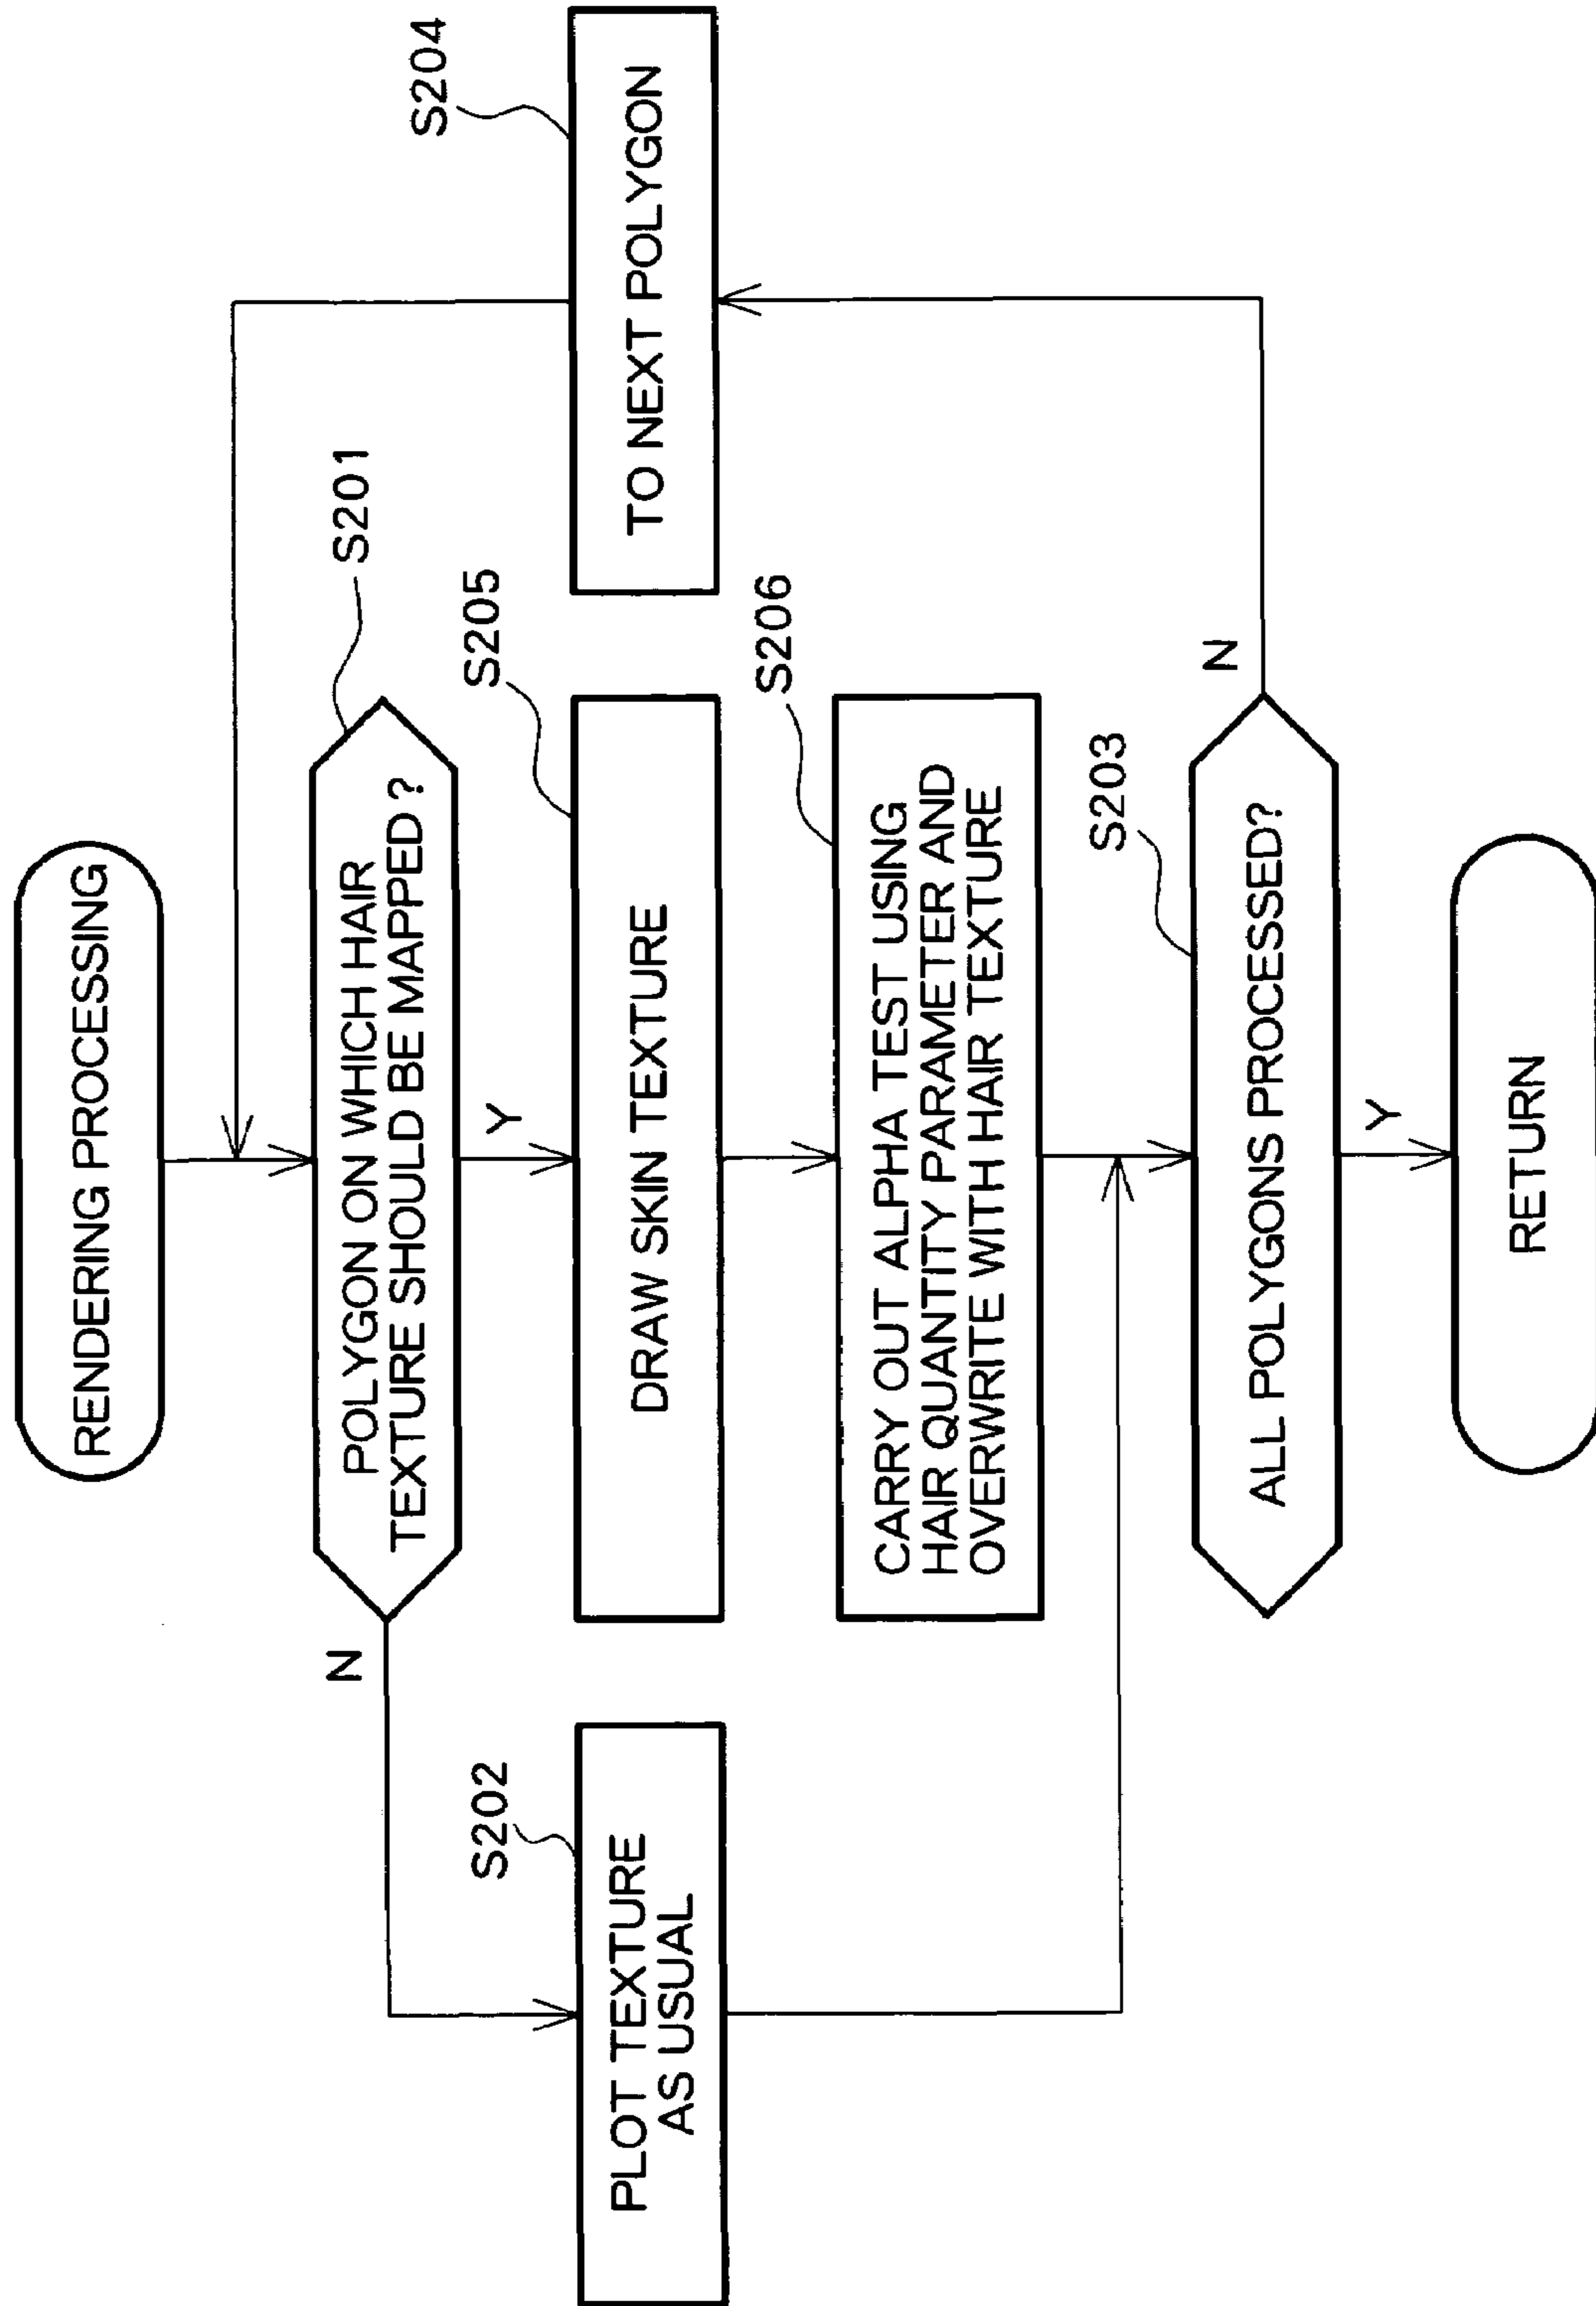 RENDERING PROCESSING
S201
POLYGON ON WHICH HAIR
TEXTURE SHOULD BE MAPPED ?
N
Y
S202
PLOT TEXTURE
AS USUAL
S205
DRAW SKIN TEXTURE
S204
TO NEXT POLYGON
S206
CARRY OUT ALPHA TEST USING
HAIR QUANTITY PARAMETER AND
OVERWRITE WITH HAIR TEXTURE
S203
ALL POLYGONS PROCESSED?
N
Y
RETURN